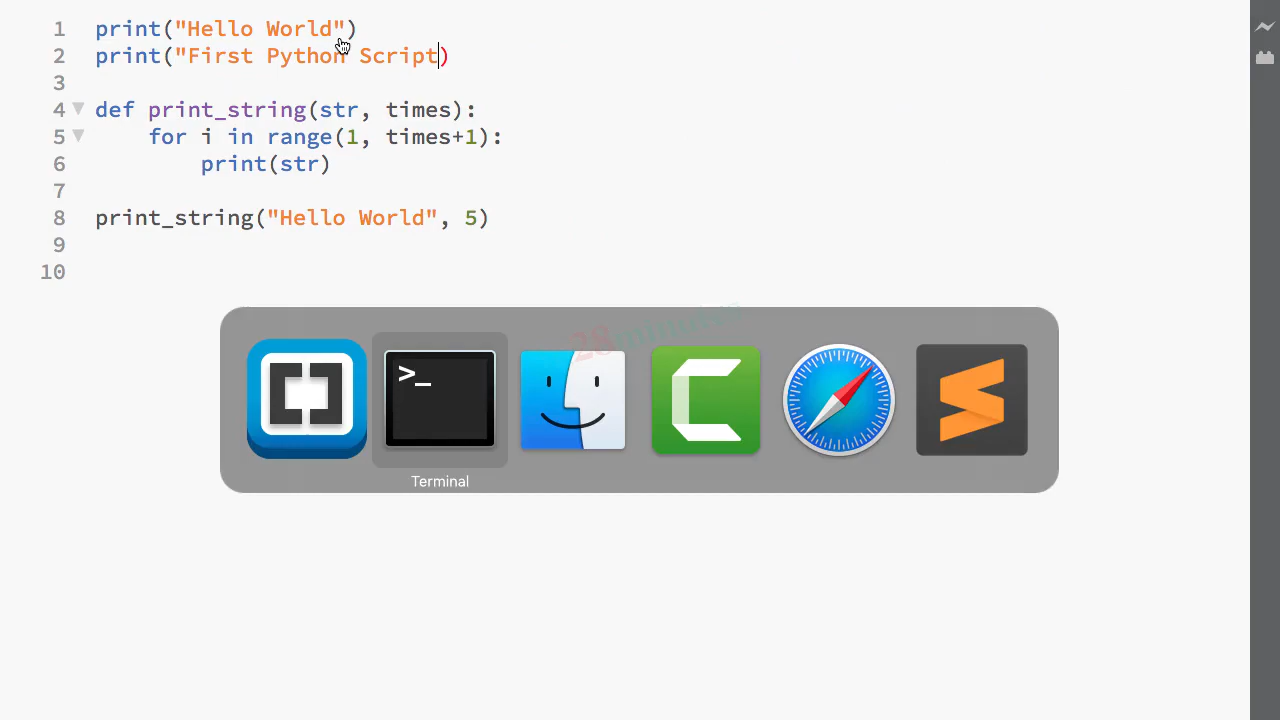 1 print("Hello World")
2 print("First Python Script)
3
4 def print_string(str, times):
5     for i in range(1, times+1):
6         print(str)
7
8 print_string("Hello World", 5)
9
10
28minutes
>_
Terminal